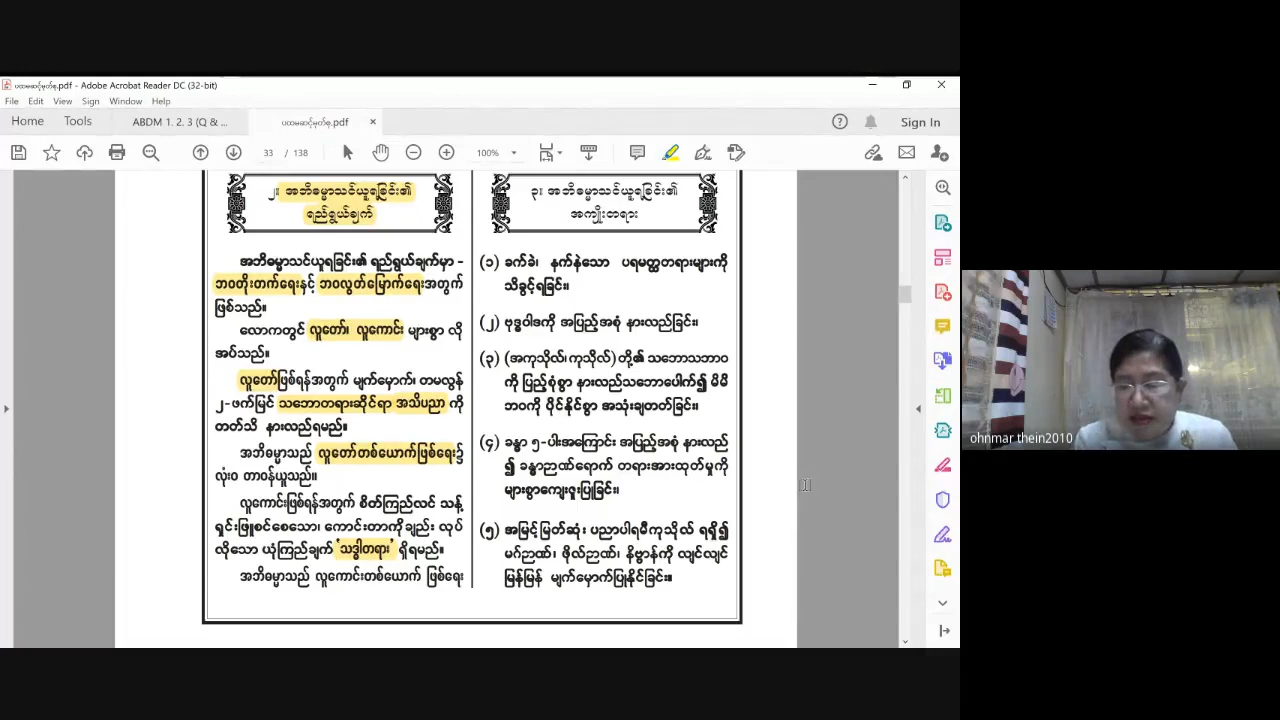 ပထမဆင့်မှတ်စု.pdf - Adobe Acrobat Reader DC (32-bit)
File Edit View Sign Window Help
Home Tools ABDM 1. 2. 3 (Q & ... ပထမဆင့်မှတ်စု.pdf × Sign In
33 / 138 100%
၂။ အဘိဓမ္မာသင်ယူရခြင်း၏
ရည်ရွယ်ချက်
အဘိဓမ္မာသင်ယူရခြင်း၏ ရည်ရွယ်ချက်မှာ -
ဘဝတိုးတက်ရေးနှင့် ဘဝလွတ်မြောက်ရေးအတွက်
ဖြစ်သည်။
လောကတွင် လူတော်၊ လူကောင်း များစွာ လို
အပ်သည်။
လူတော်ဖြစ်ရန်အတွက် မျက်မှောက်၊ တမလွန်
၂-ဖက်မြင် သဘောတရားဆိုင်ရာ အသိပညာ ကို
တတ်သိ နားလည်ရမည်။
အဘိဓမ္မာသည် လူတော်တစ်ယောက်ဖြစ်ရေး၌
လုံးဝ တာဝန်ယူသည်။
လူကောင်းဖြစ်ရန်အတွက် စိတ်ကြည်လင် သန့်
ရှင်းဖြူစင်စေသော၊ ကောင်းတာကိုချည်း လုပ်
လိုသော ယုံကြည်ချက် 'သဒ္ဓါတရား' ရှိရမည်။
အဘိဓမ္မာသည် လူကောင်းတစ်ယောက် ဖြစ်ရေး
၃။ အဘိဓမ္မာသင်ယူရခြင်း၏
အကျိုးတရား
(၁) ခက်ခဲ၊ နက်နဲသော ပရမတ္ထတရားများကို
သိခွင့်ရခြင်း။
(၂) ဗုဒ္ဓဝါဒကို အပြည့်အစုံ နားလည်ခြင်း။
(၃) (အကုသိုလ်၊ ကုသိုလ်) တို့၏ သဘောသဘာဝ
ကို ပြည့်စုံစွာ နားလည်သဘောပေါက်၍ မိမိ
ဘဝကို ပိုင်နိုင်စွာ အသုံးချတတ်ခြင်း။
(၄) ခန္ဓာ ၅-ပါးအကြောင်း အပြည့်အစုံ နားလည်
၍ ခန္ဓာဉာဏ်ရောက် တရားအားထုတ်မှုကို
များစွာကျေးဇူးပြုခြင်း။
(၅) အမြင့်မြတ်ဆုံး ပညာပါရမီကုသိုလ် ရရှိ၍
မဂ်ဉာဏ်၊ ဖိုလ်ဉာဏ်၊ နိဗ္ဗာန်ကို လျင်လျင်
မြန်မြန် မျက်မှောက်ပြုနိုင်ခြင်း။
ohnmar thein2010